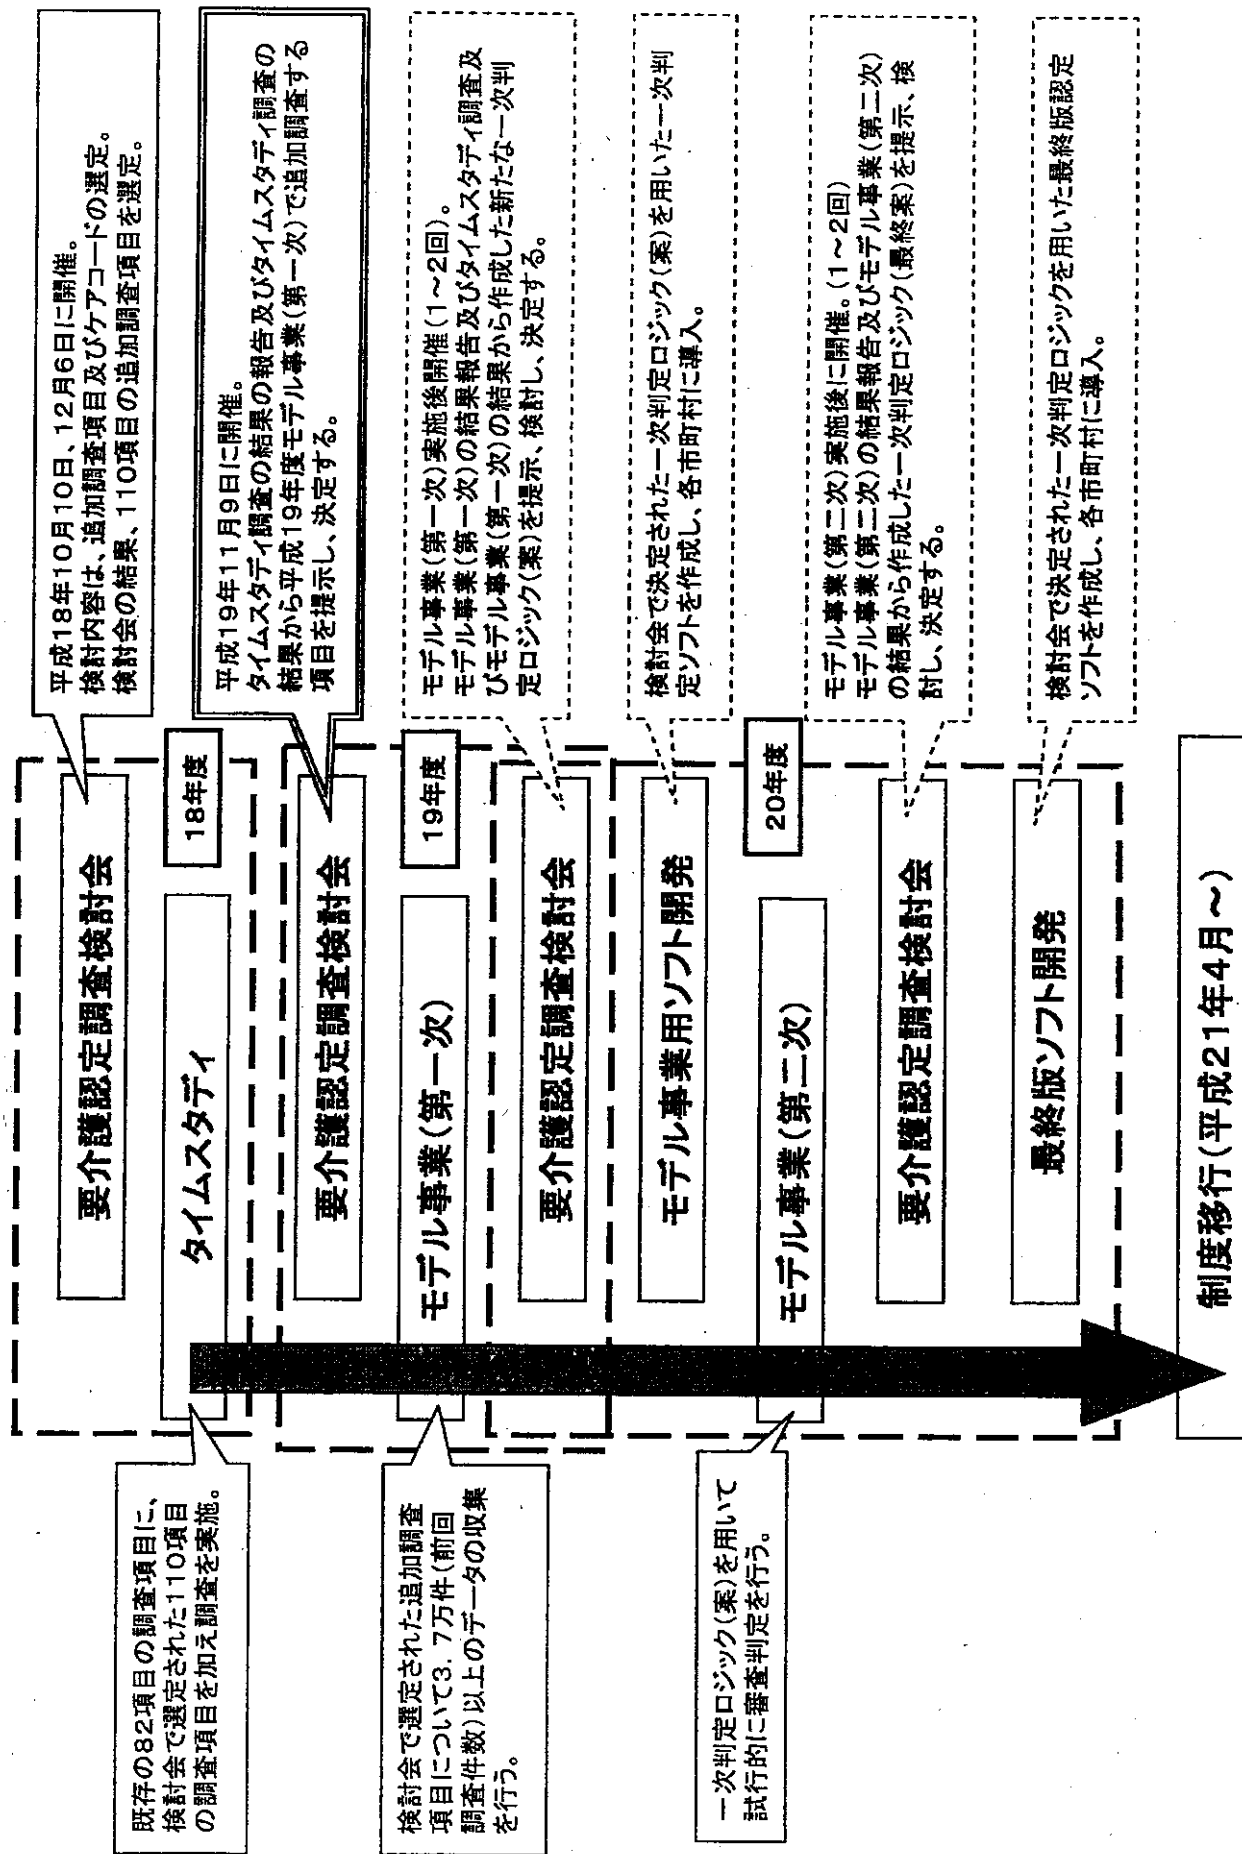 要介護認定調査検討会
平成18年10月10日、12月6日に開催。
検討内容は、追加調査項目及びケアコードの選定。
検討会の結果、110項目の追加調査項目を選定。
18年度
タイムスタディ
既存の82項目の調査項目に、
検討会で選定された110項目
の調査項目を加え調査を実施。
要介護認定調査検討会
平成19年11月9日に開催。
タイムスタディ調査の結果の報告及びタイムスタディ調査の
結果から平成19年度モデル事業(第一次)で追加調査する
項目を提示し、決定する。
19年度
モデル事業(第一次)
検討会で選定された追加調査
項目について3.7万件(前回
調査件数)以上のデータの収集
を行う。
要介護認定調査検討会
モデル事業(第一次)実施後開催(1~2回)。
モデル事業(第一次)の結果報告及びタイムスタディ調査及
びモデル事業(第一次)の結果から作成した新たな一次判
定ロジック(案)を提示、検討し、決定する。
モデル事業用ソフト開発
検討会で決定された一次判定ロジック(案)を用いた一次判
定ソフトを作成し、各市町村に導入。
20年度
モデル事業(第二次)
一次判定ロジック(案)を用いて
試行的に審査判定を行う。
要介護認定調査検討会
モデル事業(第二次)実施後に開催。(1~2回)
モデル事業(第二次)の結果報告及びモデル事業(第二次)
の結果から作成した一次判定ロジック(最終案)を提示、検
討し、決定する。
最終版ソフト開発
検討会で決定された一次判定ロジックを用いた最終版認定
ソフトを作成し、各市町村に導入。
制度移行(平成21年4月~)